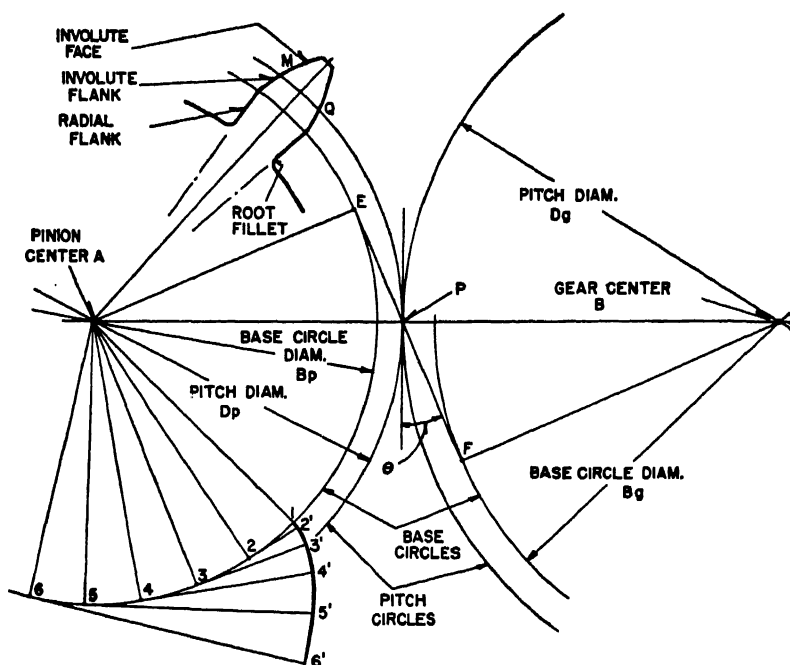 INVOLUTE
FACE
M
INVOLUTE
FLANK
Q
RADIAL
FLANK
ROOT
FILLET
E
PITCH DIAM.
Dg
PINION
CENTER A
P
GEAR CENTER
B
BASE CIRCLE
DIAM.
Bp
PITCH DIAM.
Dp
θ
F
BASE CIRCLE DIAM.
Bg
1
2'
BASE
CIRCLES
3'
2
3
4'
4
5
6
5'
PITCH
CIRCLES
6'